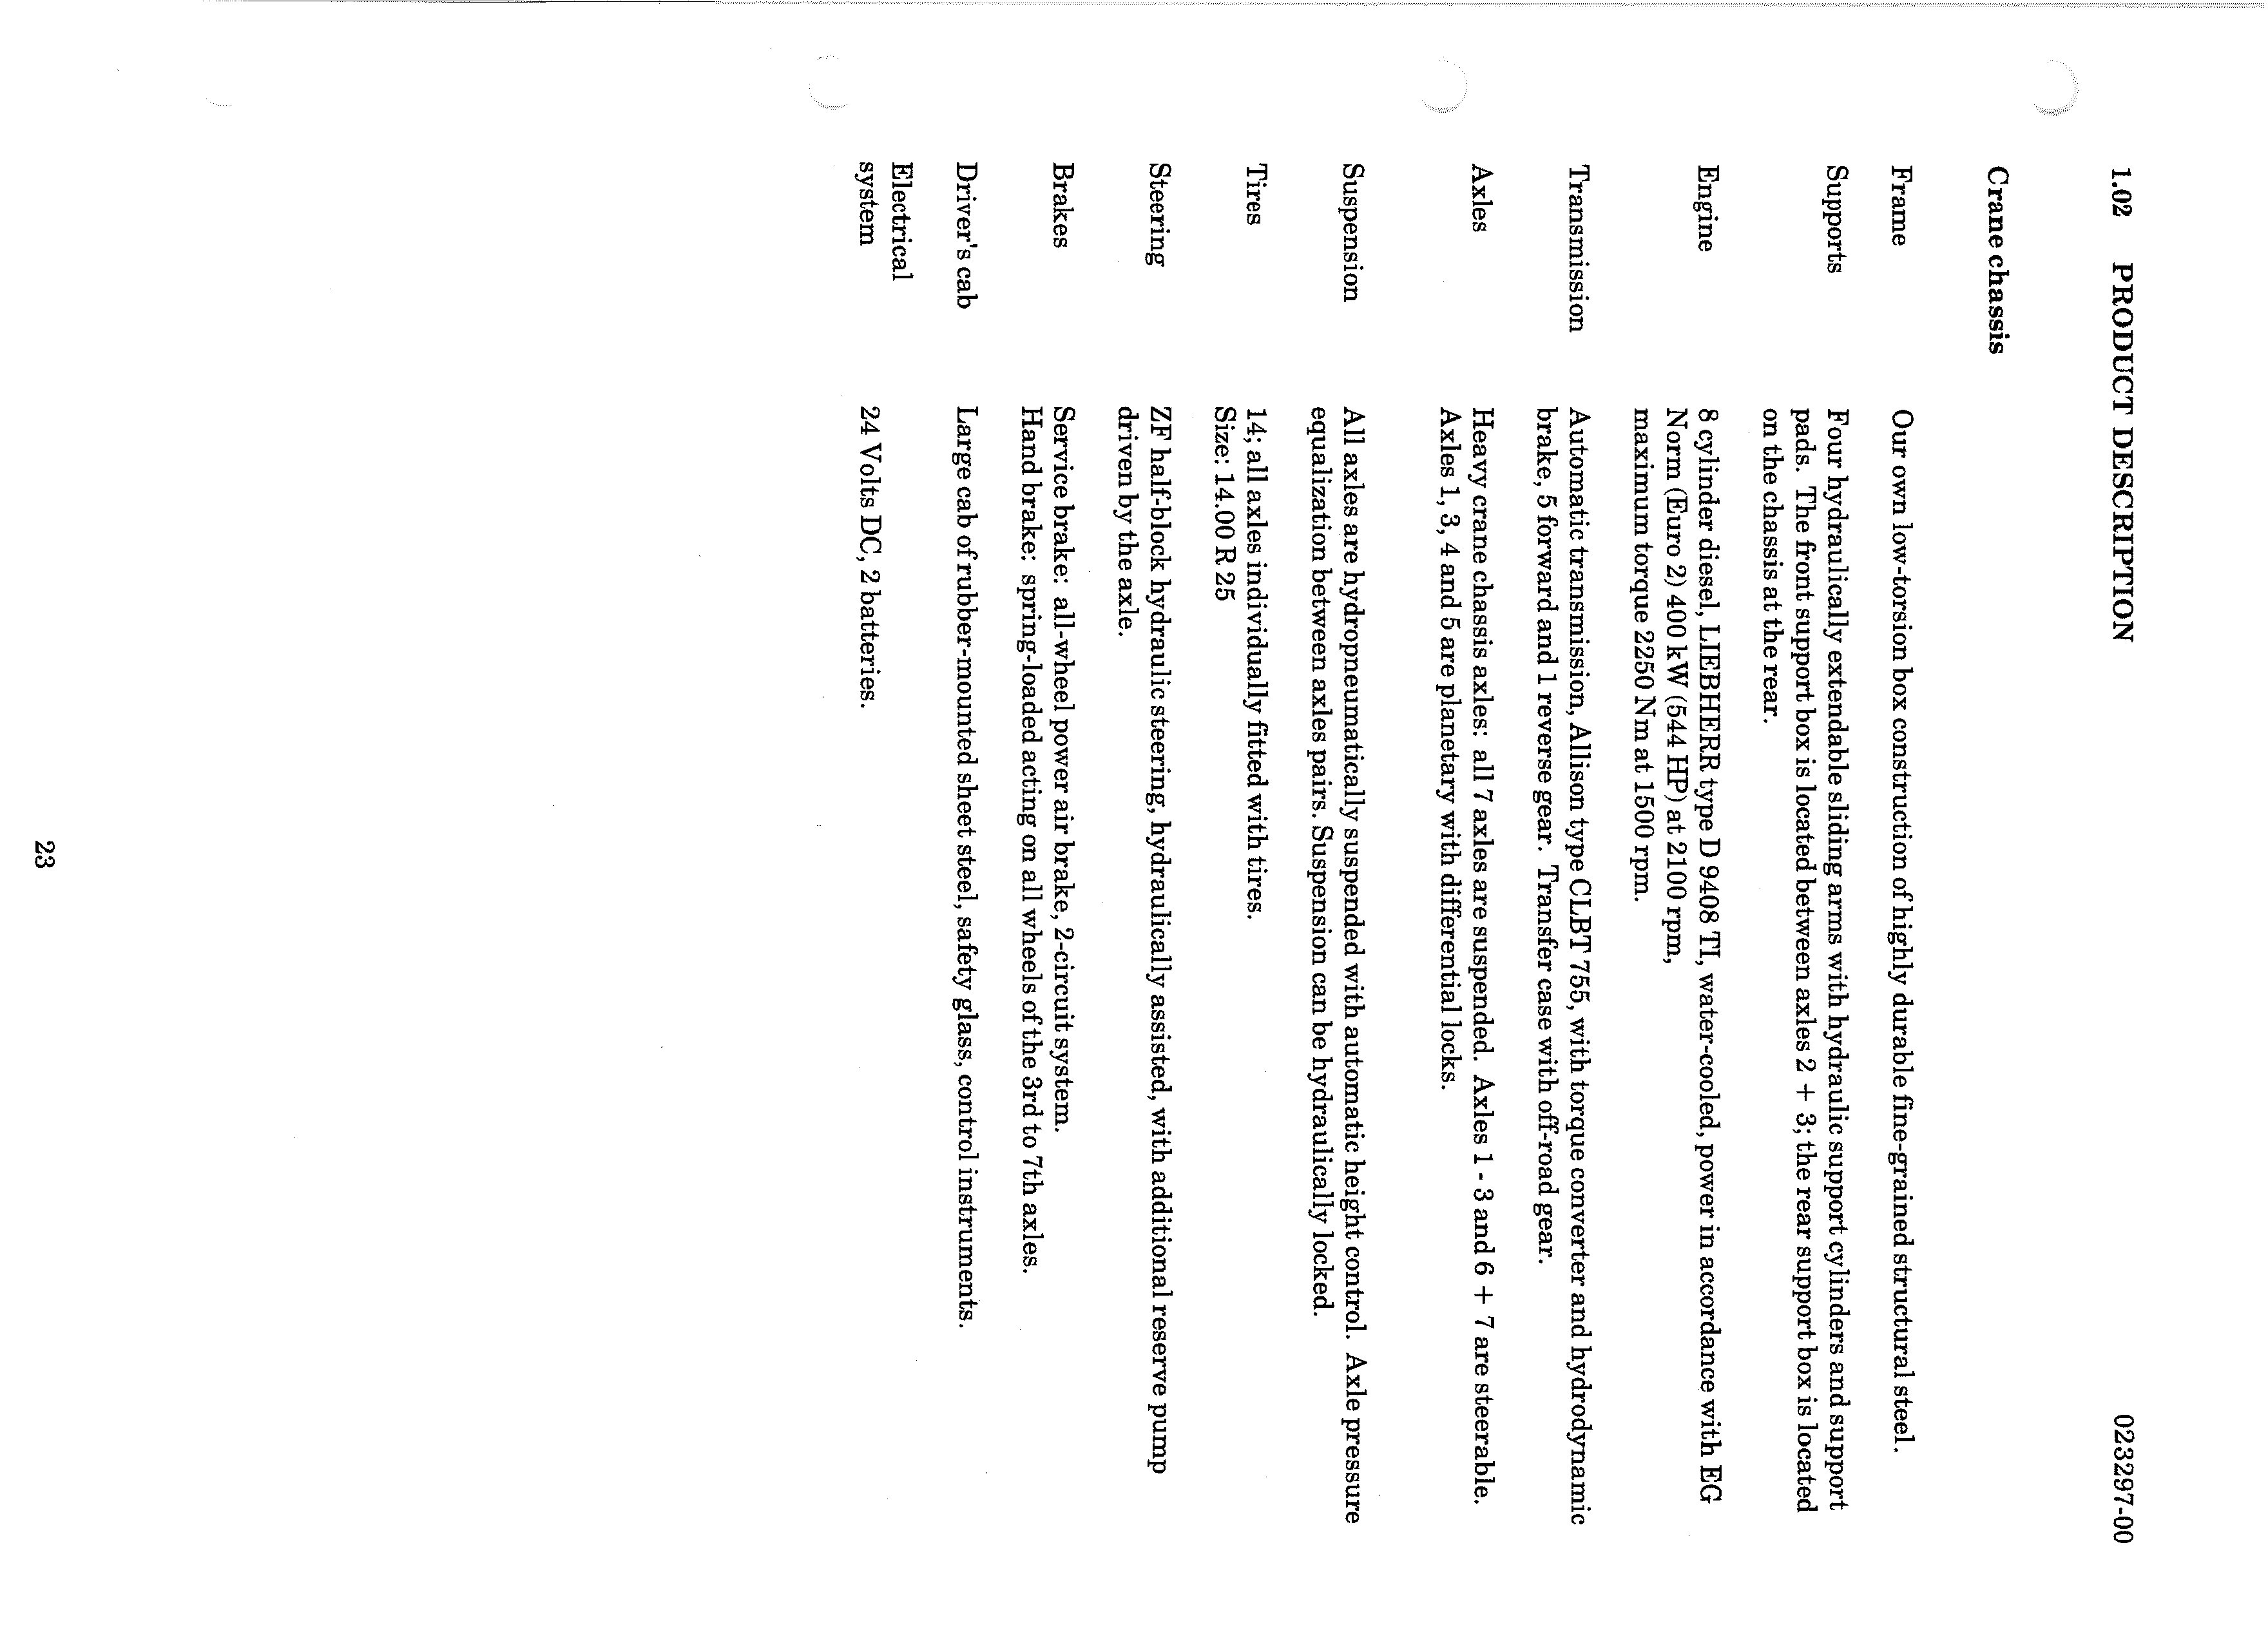 1.02 PRODUCT DESCRIPTION 023297-00
Crane chassis
Frame Our own low-torsion box construction of highly durable fine-grained structural steel.
Supports Four hydraulically extendable sliding arms with hydraulic support cylinders and support
pads. The front support box is located between axles 2 + 3; the rear support box is located
on the chassis at the rear.
Engine 8 cylinder diesel, LIEBHERR type D 9408 TI, water-cooled, power in accordance with EG
Norm (Euro 2) 400 kW (544 HP) at 2100 rpm,
maximum torque 2250 Nm at 1500 rpm.
Transmission Automatic transmission, Allison type CLBT 755, with torque converter and hydrodynamic
brake, 5 forward and 1 reverse gear. Transfer case with off-road gear.
Axles Heavy crane chassis axles: all 7 axles are suspended. Axles 1 - 3 and 6 + 7 are steerable.
Axles 1, 3, 4 and 5 are planetary with differential locks.
Suspension All axles are hydropneumatically suspended with automatic height control. Axle pressure
equalization between axles pairs. Suspension can be hydraulically locked.
Tires 14; all axles individually fitted with tires.
Size: 14.00 R 25
Steering ZF half-block hydraulic steering, hydraulically assisted, with additional reserve pump
driven by the axle.
Brakes Service brake: all-wheel power air brake, 2-circuit system.
Hand brake: spring-loaded acting on all wheels of the 3rd to 7th axles.
Driver's cab Large cab of rubber-mounted sheet steel, safety glass, control instruments.
Electrical
system 24 Volts DC, 2 batteries.
23